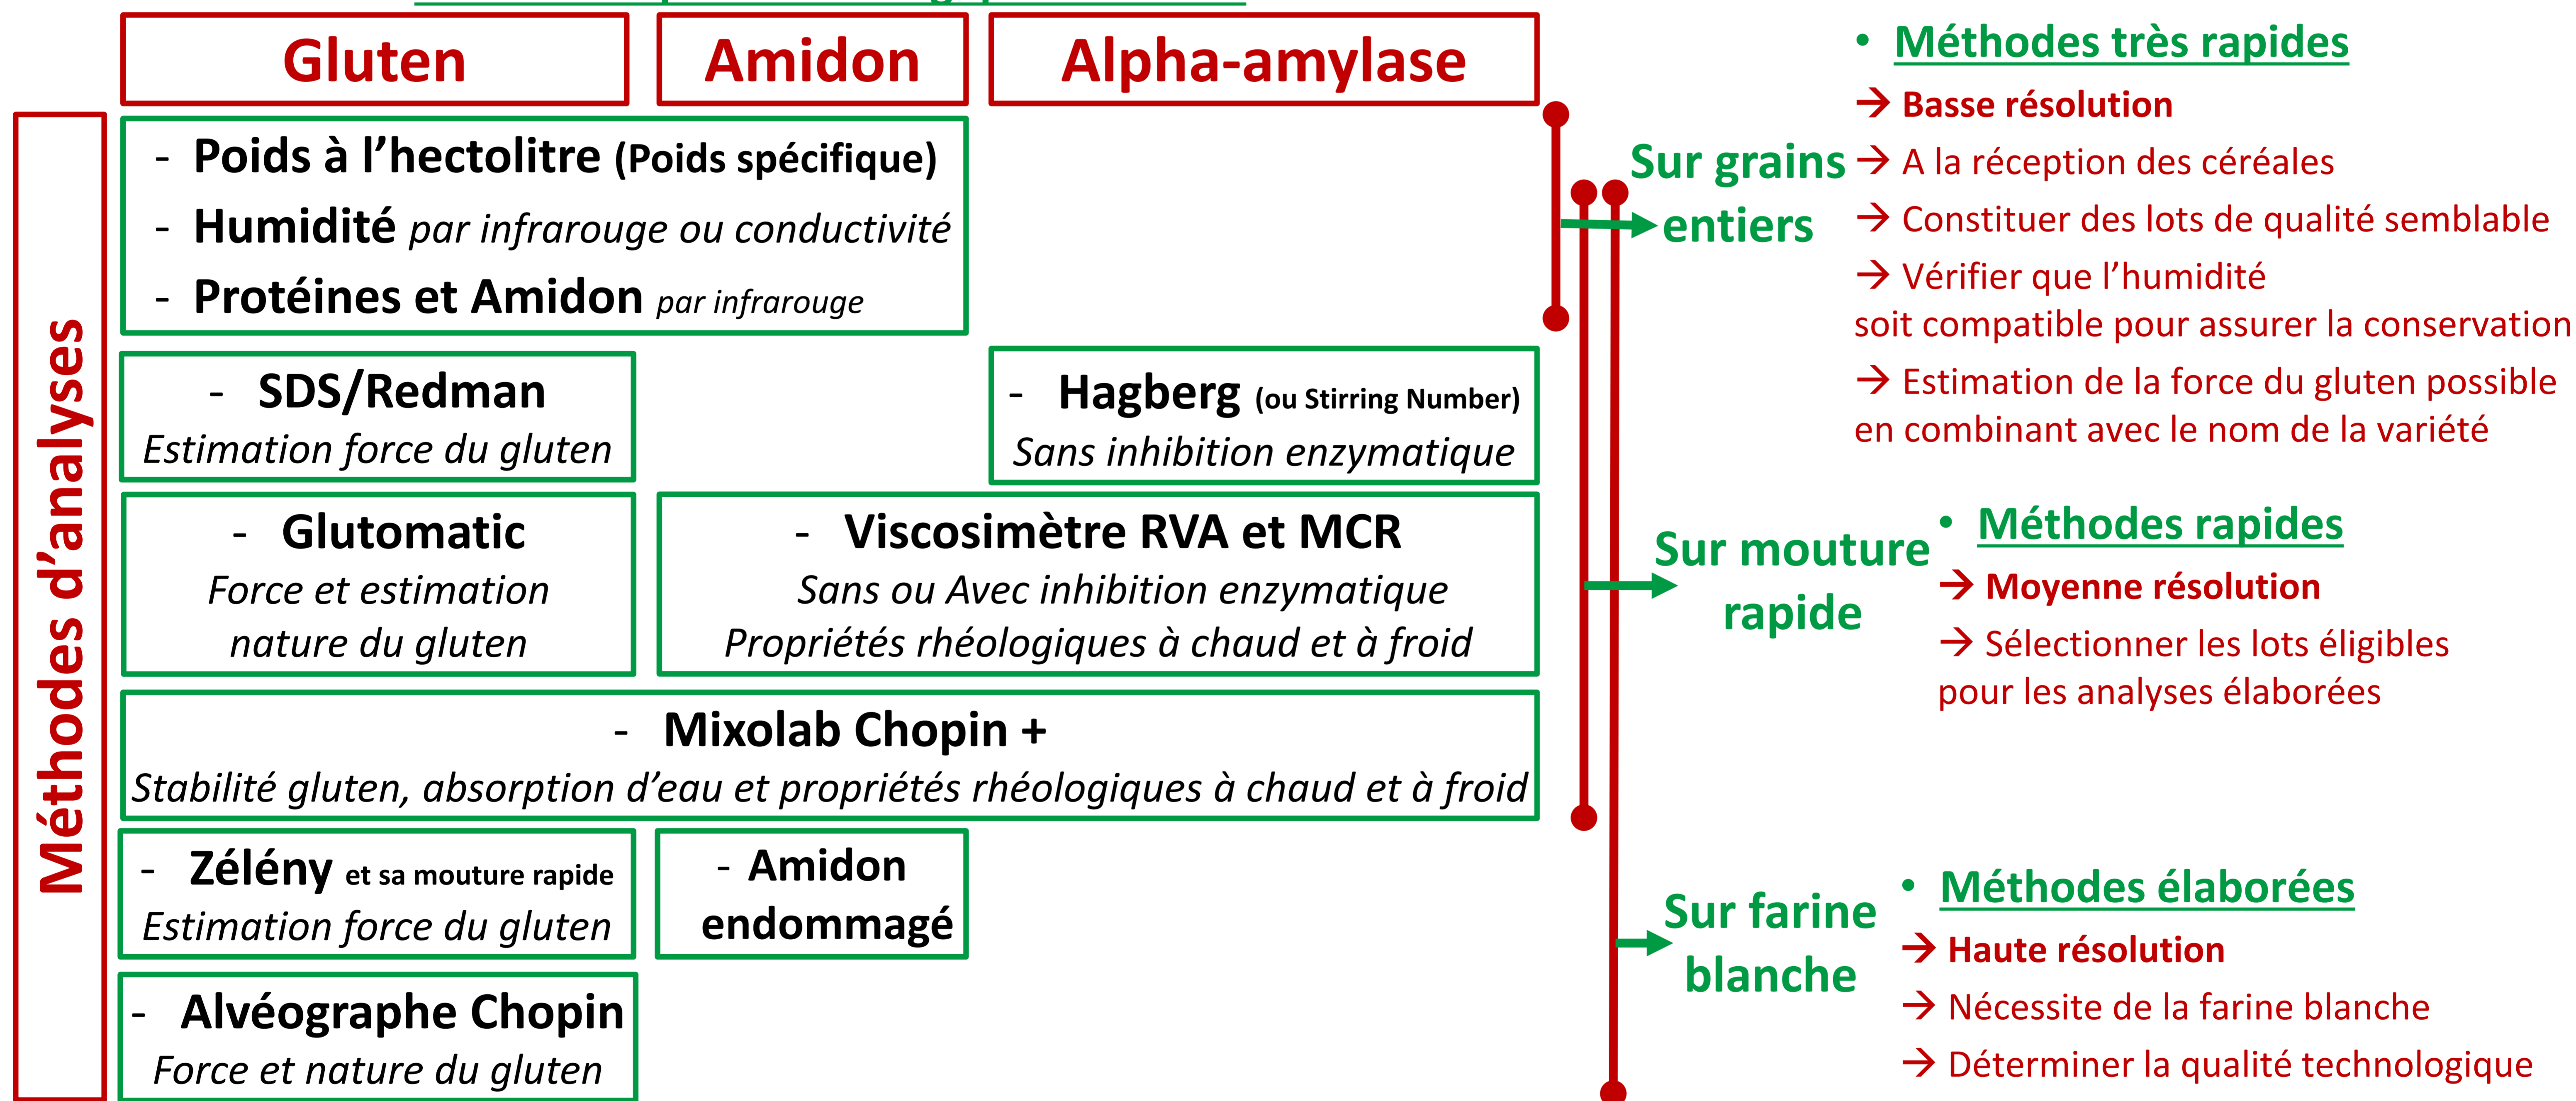 Gluten
Amidon
Alpha-amylase
Méthodes d’analyses
- Poids à l’hectolitre (Poids spécifique)
- Humidité par infrarouge ou conductivité
- Protéines et Amidon par infrarouge
- SDS/Redman
Estimation force du gluten
- Hagberg (ou Stirring Number)
Sans inhibition enzymatique
- Glutomatic
Force et estimation
nature du gluten
- Viscosimètre RVA et MCR
Sans ou Avec inhibition enzymatique
Propriétés rhéologiques à chaud et à froid
- Mixolab Chopin +
Stabilité gluten, absorption d’eau et propriétés rhéologiques à chaud et à froid
- Zélény et sa mouture rapide
Estimation force du gluten
- Amidon
endommagé
- Alvéographe Chopin
Force et nature du gluten
Sur grains
entiers
• Méthodes très rapides
→ Basse résolution
→ A la réception des céréales
→ Constituer des lots de qualité semblable
→ Vérifier que l’humidité
soit compatible pour assurer la conservation
→ Estimation de la force du gluten possible
en combinant avec le nom de la variété
Sur mouture
rapide
• Méthodes rapides
→ Moyenne résolution
→ Sélectionner les lots éligibles
pour les analyses élaborées
Sur farine
blanche
• Méthodes élaborées
→ Haute résolution
→ Nécessite de la farine blanche
→ Déterminer la qualité technologique